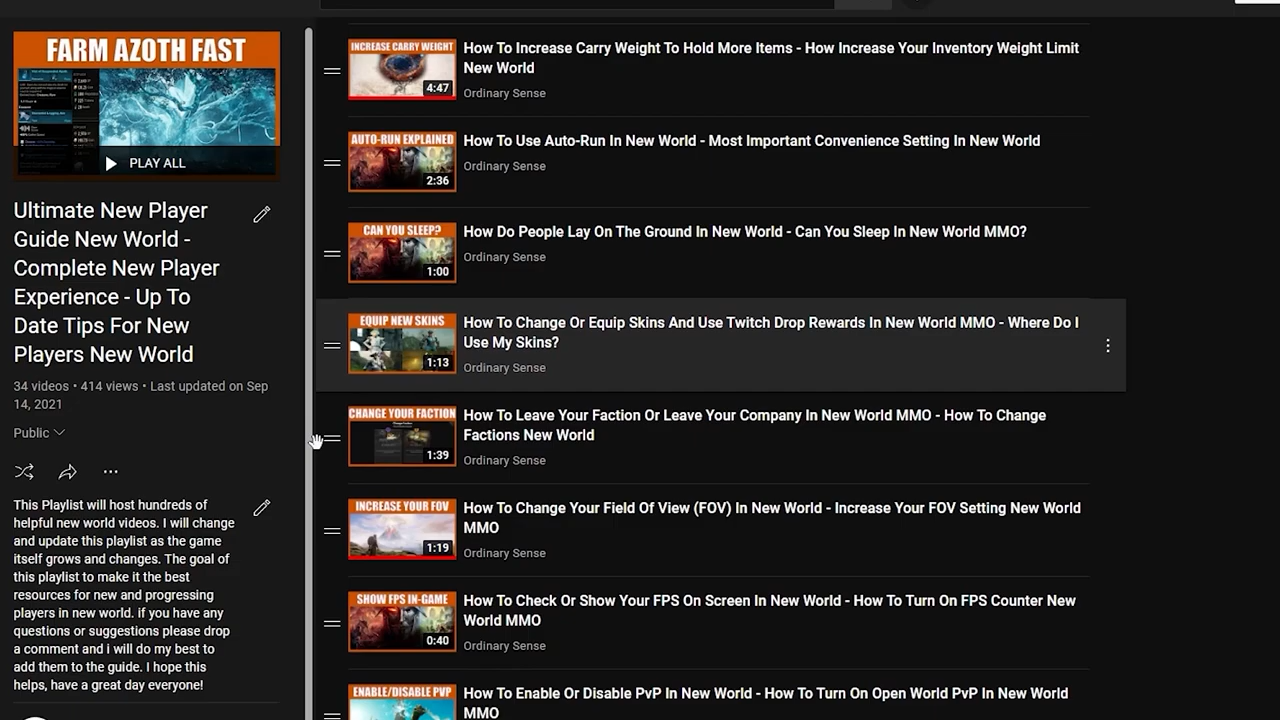 FARM AZOTH FAST
PLAY ALL
Ultimate New Player
Guide New World -
Complete New Player
Experience - Up To
Date Tips For New
Players New World
34 videos • 414 views • Last updated on Sep
14, 2021
Public
This Playlist will host hundreds of
helpful new world videos. I will change
and update this playlist as the game
itself grows and changes. The goal of
this playlist to make it the best
resources for new and progressing
players in new world. if you have any
questions or suggestions please drop
a comment and i will do my best to
add them to the guide. I hope this
helps, have a great day everyone!
INCREASE CARRY WEIGHT
4:47
How To Increase Carry Weight To Hold More Items - How Increase Your Inventory Weight Limit
New World
Ordinary Sense
AUTO-RUN EXPLAINED
2:36
How To Use Auto-Run In New World - Most Important Convenience Setting In New World
Ordinary Sense
CAN YOU SLEEP?
1:00
How Do People Lay On The Ground In New World - Can You Sleep In New World MMO?
Ordinary Sense
EQUIP NEW SKINS
1:13
How To Change Or Equip Skins And Use Twitch Drop Rewards In New World MMO - Where Do I
Use My Skins?
Ordinary Sense
CHANGE YOUR FACTION
1:39
How To Leave Your Faction Or Leave Your Company In New World MMO - How To Change
Factions New World
Ordinary Sense
INCREASE YOUR FOV
1:19
How To Change Your Field Of View (FOV) In New World - Increase Your FOV Setting New World
MMO
Ordinary Sense
SHOW FPS IN-GAME
0:40
How To Check Or Show Your FPS On Screen In New World - How To Turn On FPS Counter New
World MMO
Ordinary Sense
ENABLE/DISABLE PVP
How To Enable Or Disable PvP In New World - How To Turn On Open World PvP In New World
MMO